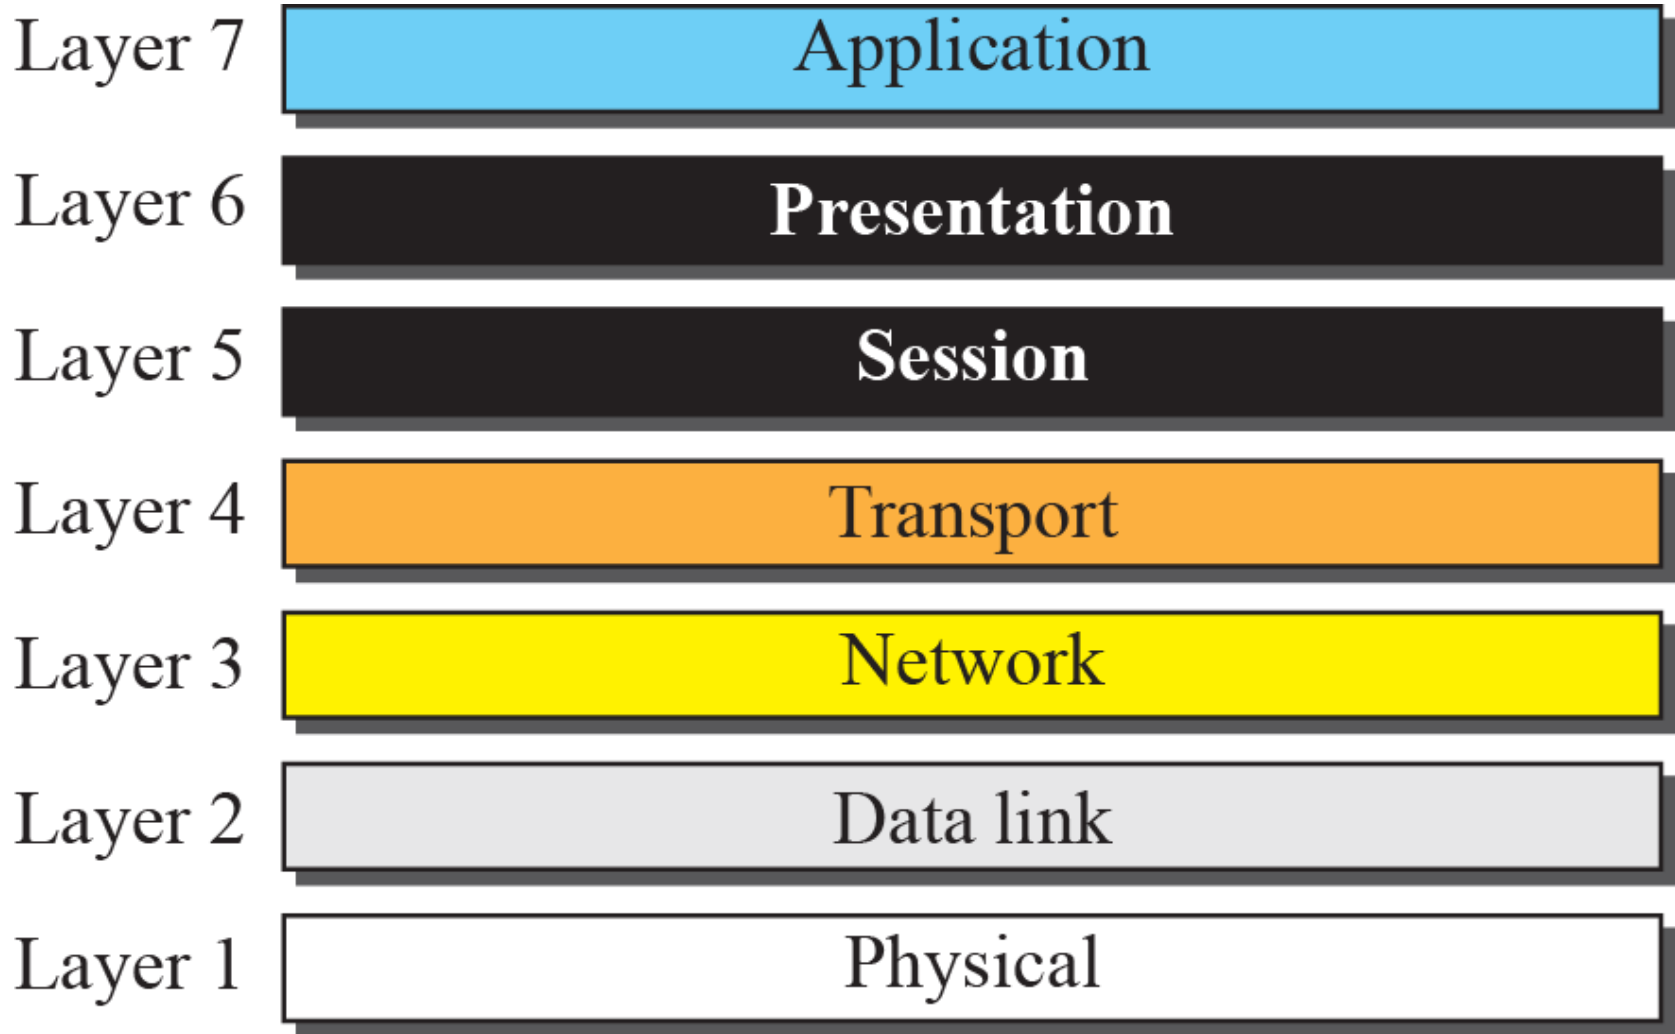 Layer 7 Application
Layer 6 Presentation
Layer 5 Session
Layer 4 Transport
Layer 3 Network
Layer 2 Data link
Layer 1 Physical